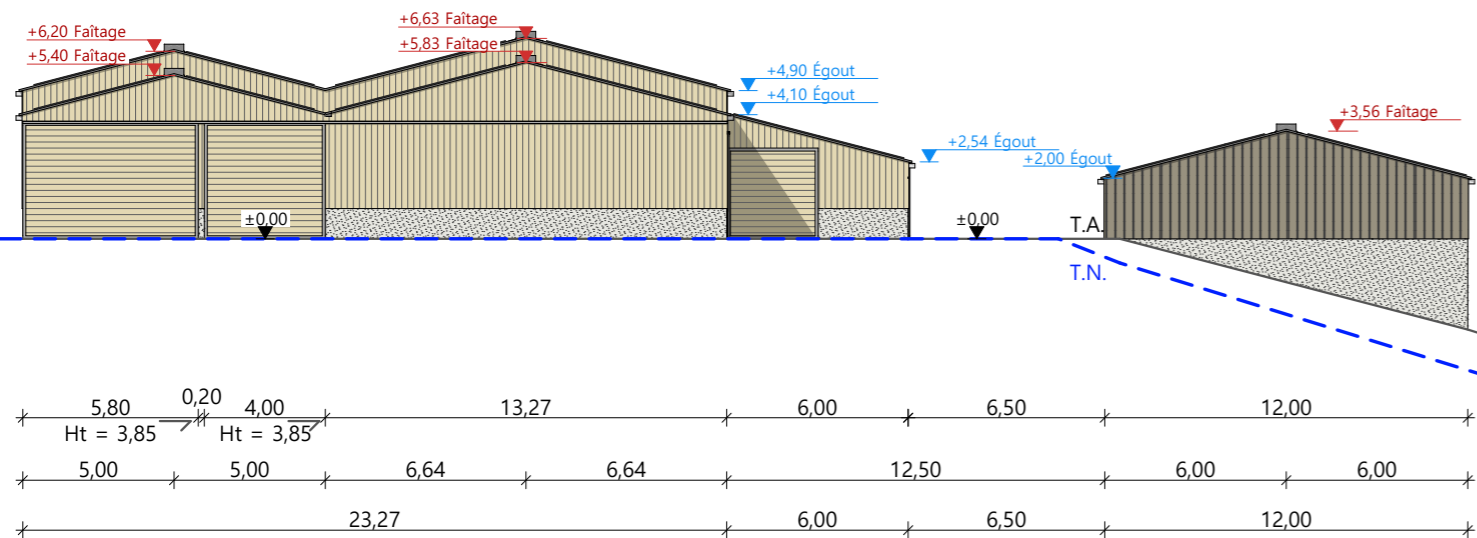 +6,20 Faîtage
+5,40 Faîtage
+6,63 Faîtage
+5,83 Faîtage
+4,90 Égout
+4,10 Égout
+2,54 Égout
+2,00 Égout
+3,56 Faîtage
±0,00
±0,00
T.A.
T.N.
5,80
0,20
4,00
13,27
6,00
6,50
12,00
Ht = 3,85
Ht = 3,85
5,00
5,00
6,64
6,64
12,50
6,00
6,00
23,27
6,00
6,50
12,00